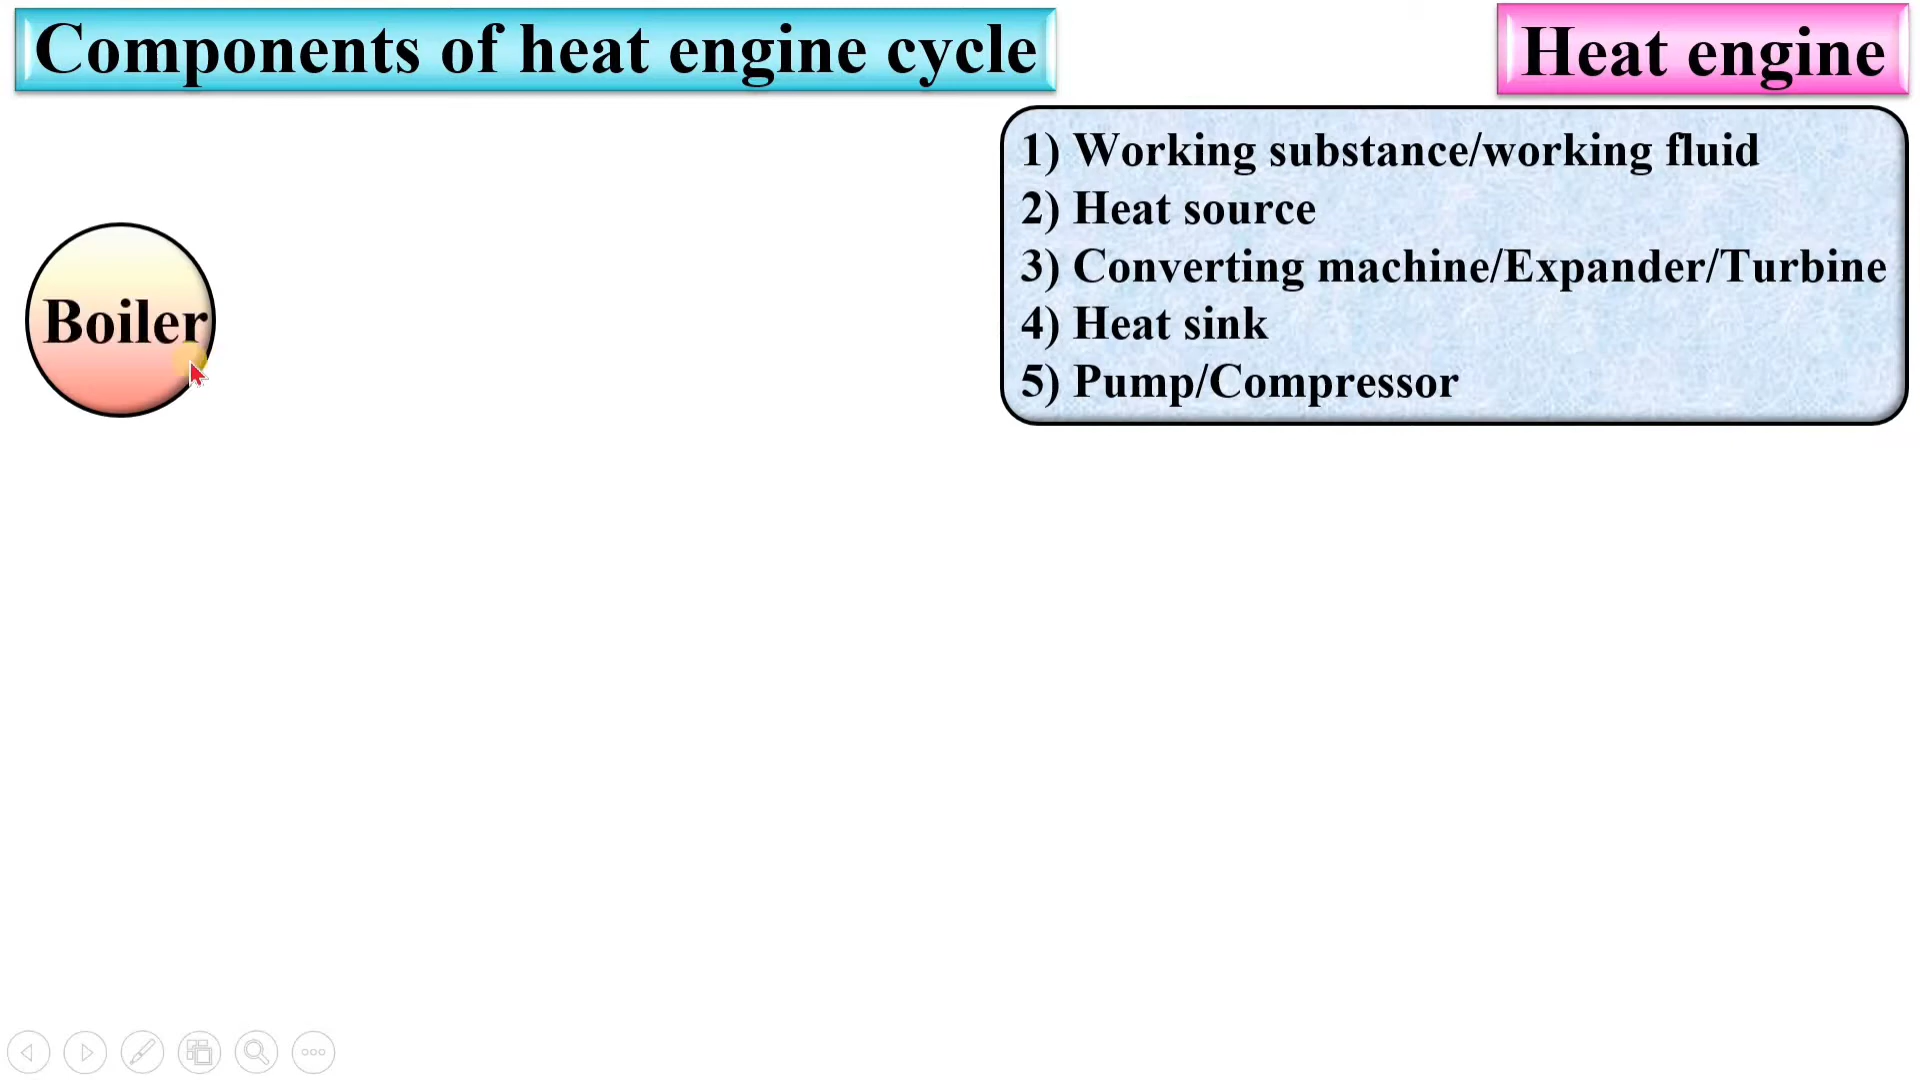 Components of heat engine cycle
Heat engine
1) Working substance/working fluid
2) Heat source
3) Converting machine/Expander/Turbine
4) Heat sink
5) Pump/Compressor
Boiler